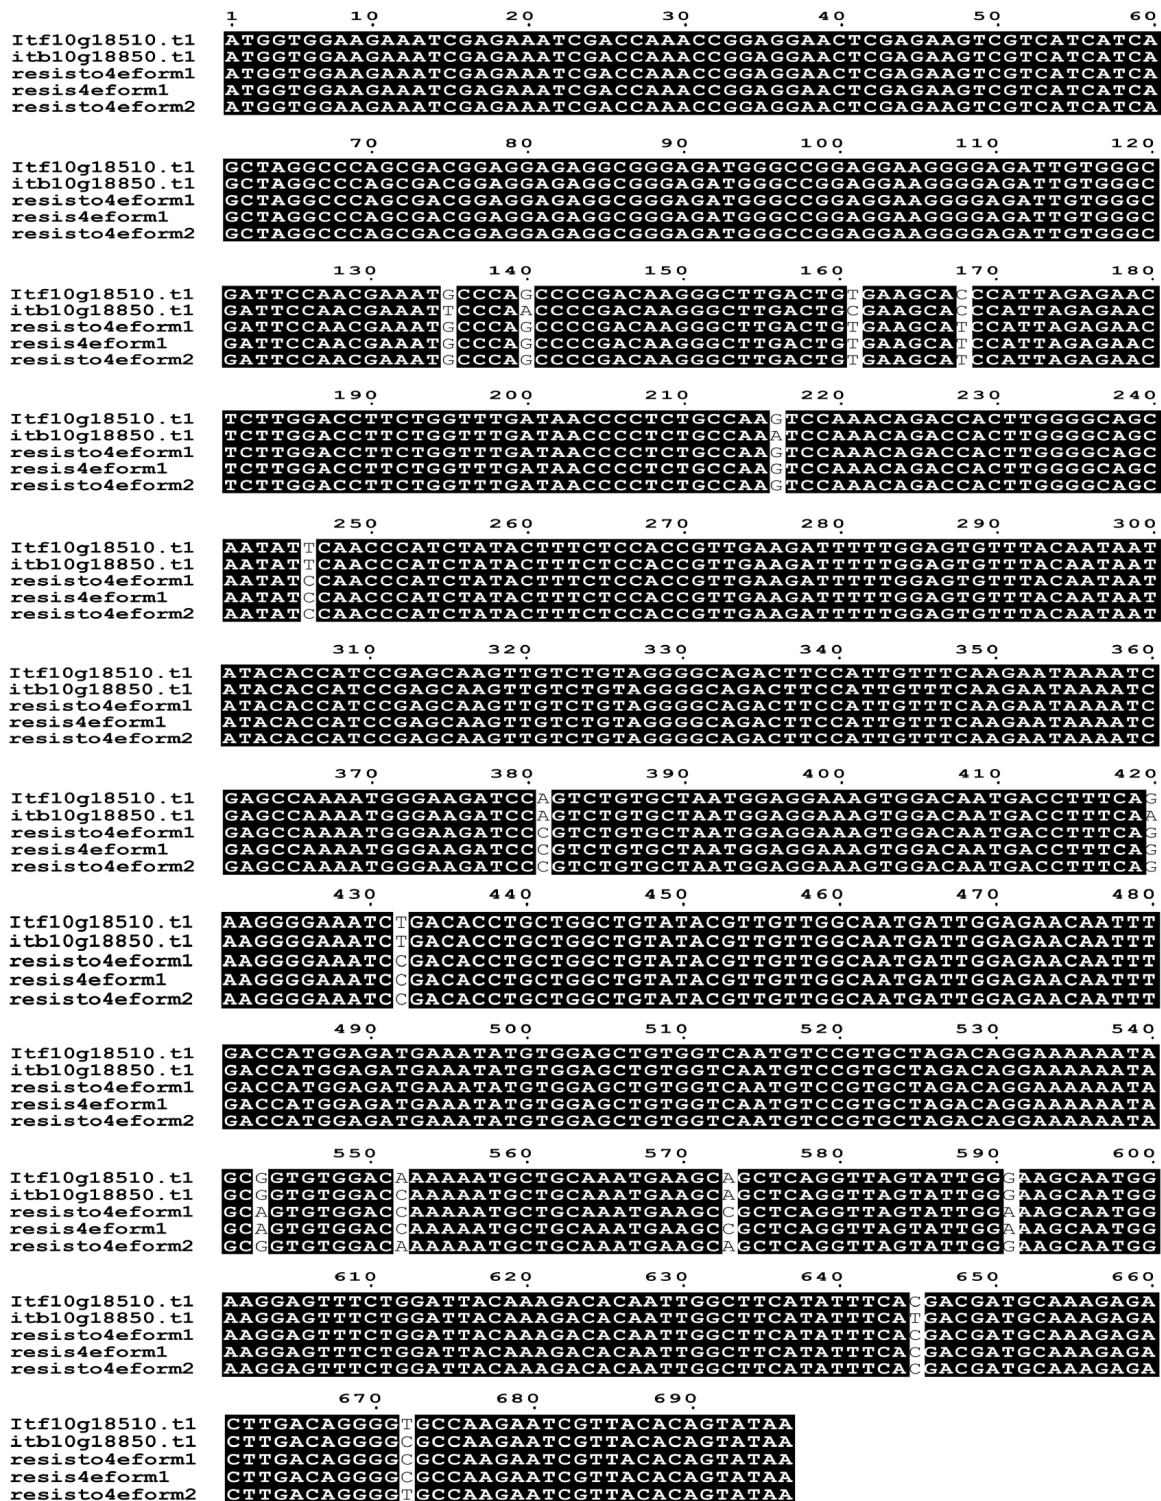 1 10 20 30 40 50 60
Itf10g18510.t1 ATGGTGGAAGAAATCGAGAAATCGACCAAACCGGAGGAACTCGAGAAGTCGTCATCATCA
itb10g18850.t1 ATGGTGGAAGAAATCGAGAAATCGACCAAACCGGAGGAACTCGAGAAGTCGTCATCATCA
resisto4eform1 ATGGTGGAAGAAATCGAGAAATCGACCAAACCGGAGGAACTCGAGAAGTCGTCATCATCA
resis4eform1 ATGGTGGAAGAAATCGAGAAATCGACCAAACCGGAGGAACTCGAGAAGTCGTCATCATCA
resisto4eform2 ATGGTGGAAGAAATCGAGAAATCGACCAAACCGGAGGAACTCGAGAAGTCGTCATCATCA
70 80 90 100 110 120
Itf10g18510.t1 GCTAGGCCCAGCGACGGAGGAGAGGCGGGAGATGGGCCGGAGGAAGGGGAGATTGTGGGC
itb10g18850.t1 GCTAGGCCCAGCGACGGAGGAGAGGCGGGAGATGGGCCGGAGGAAGGGGAGATTGTGGGC
resisto4eform1 GCTAGGCCCAGCGACGGAGGAGAGGCGGGAGATGGGCCGGAGGAAGGGGAGATTGTGGGC
resis4eform1 GCTAGGCCCAGCGACGGAGGAGAGGCGGGAGATGGGCCGGAGGAAGGGGAGATTGTGGGC
resisto4eform2 GCTAGGCCCAGCGACGGAGGAGAGGCGGGAGATGGGCCGGAGGAAGGGGAGATTGTGGGC
130 140 150 160 170 180
Itf10g18510.t1 GATTCCAACGAAATGCCCAGCCCCGACAAGGGCTTGACTGTGAAGCACCCATTAGAGAAC
itb10g18850.t1 GATTCCAACGAAATTCCCAACCCCGACAAGGGCTTGACTGCGAAGCACCCATTAGAGAAC
resisto4eform1 GATTCCAACGAAATGCCCAGCCCCGACAAGGGCTTGACTGTGAAGCATCCATTAGAGAAC
resis4eform1 GATTCCAACGAAATGCCCAGCCCCGACAAGGGCTTGACTGTGAAGCATCCATTAGAGAAC
resisto4eform2 GATTCCAACGAAATGCCCAGCCCCGACAAGGGCTTGACTGTGAAGCATCCATTAGAGAAC
190 200 210 220 230 240
Itf10g18510.t1 TCTTGGACCTTCTGGTTTGATAACCCCTCTGCCAAGTCCAAACAGACCACTTGGGGCAGC
itb10g18850.t1 TCTTGGACCTTCTGGTTTGATAACCCCTCTGCCAAATCCAAACAGACCACTTGGGGCAGC
resisto4eform1 TCTTGGACCTTCTGGTTTGATAACCCCTCTGCCAAGTCCAAACAGACCACTTGGGGCAGC
resis4eform1 TCTTGGACCTTCTGGTTTGATAACCCCTCTGCCAAGTCCAAACAGACCACTTGGGGCAGC
resisto4eform2 TCTTGGACCTTCTGGTTTGATAACCCCTCTGCCAAGTCCAAACAGACCACTTGGGGCAGC
250 260 270 280 290 300
Itf10g18510.t1 AATATTCAACCCATCTATACTTTCTCCACCGTTGAAGATTTTTGGAGTGTTTACAATAAT
itb10g18850.t1 AATATTCAACCCATCTATACTTTCTCCACCGTTGAAGATTTTTGGAGTGTTTACAATAAT
resisto4eform1 AATATCCAACCCATCTATACTTTCTCCACCGTTGAAGATTTTTGGAGTGTTTACAATAAT
resis4eform1 AATATCCAACCCATCTATACTTTCTCCACCGTTGAAGATTTTTGGAGTGTTTACAATAAT
resisto4eform2 AATATCCAACCCATCTATACTTTCTCCACCGTTGAAGATTTTTGGAGTGTTTACAATAAT
310 320 330 340 350 360
Itf10g18510.t1 ATACACCATCCGAGCAAGTTGTCTGTAGGGGCAGACTTCCATTGTTTCAAGAATAAAATC
itb10g18850.t1 ATACACCATCCGAGCAAGTTGTCTGTAGGGGCAGACTTCCATTGTTTCAAGAATAAAATC
resisto4eform1 ATACACCATCCGAGCAAGTTGTCTGTAGGGGCAGACTTCCATTGTTTCAAGAATAAAATC
resis4eform1 ATACACCATCCGAGCAAGTTGTCTGTAGGGGCAGACTTCCATTGTTTCAAGAATAAAATC
resisto4eform2 ATACACCATCCGAGCAAGTTGTCTGTAGGGGCAGACTTCCATTGTTTCAAGAATAAAATC
370 380 390 400 410 420
Itf10g18510.t1 GAGCCAAAATGGGAAGATCCAGTCTGTGCTAATGGAGGAAAGTGGACAATGACCTTTCAG
itb10g18850.t1 GAGCCAAAATGGGAAGATCCAGTCTGTGCTAATGGAGGAAAGTGGACAATGACCTTTCAA
resisto4eform1 GAGCCAAAATGGGAAGATCCCGTCTGTGCTAATGGAGGAAAGTGGACAATGACCTTTCAG
resis4eform1 GAGCCAAAATGGGAAGATCCCGTCTGTGCTAATGGAGGAAAGTGGACAATGACCTTTCAG
resisto4eform2 GAGCCAAAATGGGAAGATCCCGTCTGTGCTAATGGAGGAAAGTGGACAATGACCTTTCAG
430 440 450 460 470 480
Itf10g18510.t1 AAGGGGAAATCTGACACCTGCTGGCTGTATACGTTGTTGGCAATGATTGGAGAACAATTT
itb10g18850.t1 AAGGGGAAATCTGACACCTGCTGGCTGTATACGTTGTTGGCAATGATTGGAGAACAATTT
resisto4eform1 AAGGGGAAATCCGACACCTGCTGGCTGTATACGTTGTTGGCAATGATTGGAGAACAATTT
resis4eform1 AAGGGGAAATCCGACACCTGCTGGCTGTATACGTTGTTGGCAATGATTGGAGAACAATTT
resisto4eform2 AAGGGGAAATCCGACACCTGCTGGCTGTATACGTTGTTGGCAATGATTGGAGAACAATTT
490 500 510 520 530 540
Itf10g18510.t1 GACCATGGAGATGAAATATGTGGAGCTGTGGTCAATGTCCGTGCTAGACAGGAAAAAATA
itb10g18850.t1 GACCATGGAGATGAAATATGTGGAGCTGTGGTCAATGTCCGTGCTAGACAGGAAAAAATA
resisto4eform1 GACCATGGAGATGAAATATGTGGAGCTGTGGTCAATGTCCGTGCTAGACAGGAAAAAATA
resis4eform1 GACCATGGAGATGAAATATGTGGAGCTGTGGTCAATGTCCGTGCTAGACAGGAAAAAATA
resisto4eform2 GACCATGGAGATGAAATATGTGGAGCTGTGGTCAATGTCCGTGCTAGACAGGAAAAAATA
550 560 570 580 590 600
Itf10g18510.t1 GCGGTGTGGACAAAAAATGCTGCAAATGAAGCAGCTCAGGTTAGTATTGGGAAGCAATGG
itb10g18850.t1 GCGGTGTGGACCAAAAATGCTGCAAATGAAGCAGCTCAGGTTAGTATTGGGAAGCAATGG
resisto4eform1 GCAGTGTGGACCAAAAATGCTGCAAATGAAGCCGCTCAGGTTAGTATTGGAAAGCAATGG
resis4eform1 GCAGTGTGGACCAAAAATGCTGCAAATGAAGCCGCTCAGGTTAGTATTGGAAAGCAATGG
resisto4eform2 GCGGTGTGGACAAAAAATGCTGCAAATGAAGCAGCTCAGGTTAGTATTGGGAAGCAATGG
610 620 630 640 650 660
Itf10g18510.t1 AAGGAGTTTCTGGATTACAAAGACACAATTGGCTTCATATTTCACGACGATGCAAAGAGA
itb10g18850.t1 AAGGAGTTTCTGGATTACAAAGACACAATTGGCTTCATATTTCATGACGATGCAAAGAGA
resisto4eform1 AAGGAGTTTCTGGATTACAAAGACACAATTGGCTTCATATTTCACGACGATGCAAAGAGA
resis4eform1 AAGGAGTTTCTGGATTACAAAGACACAATTGGCTTCATATTTCACGACGATGCAAAGAGA
resisto4eform2 AAGGAGTTTCTGGATTACAAAGACACAATTGGCTTCATATTTCACGACGATGCAAAGAGA
670 680 690
Itf10g18510.t1 CTTGACAGGGGTGCCAAGAATCGTTACACAGTATAA
itb10g18850.t1 CTTGACAGGGGCGCCAAGAATCGTTACACAGTATAA
resisto4eform1 CTTGACAGGGGCGCCAAGAATCGTTACACAGTATAA
resis4eform1 CTTGACAGGGGCGCCAAGAATCGTTACACAGTATAA
resisto4eform2 CTTGACAGGGGTGCCAAGAATCGTTACACAGTATAA